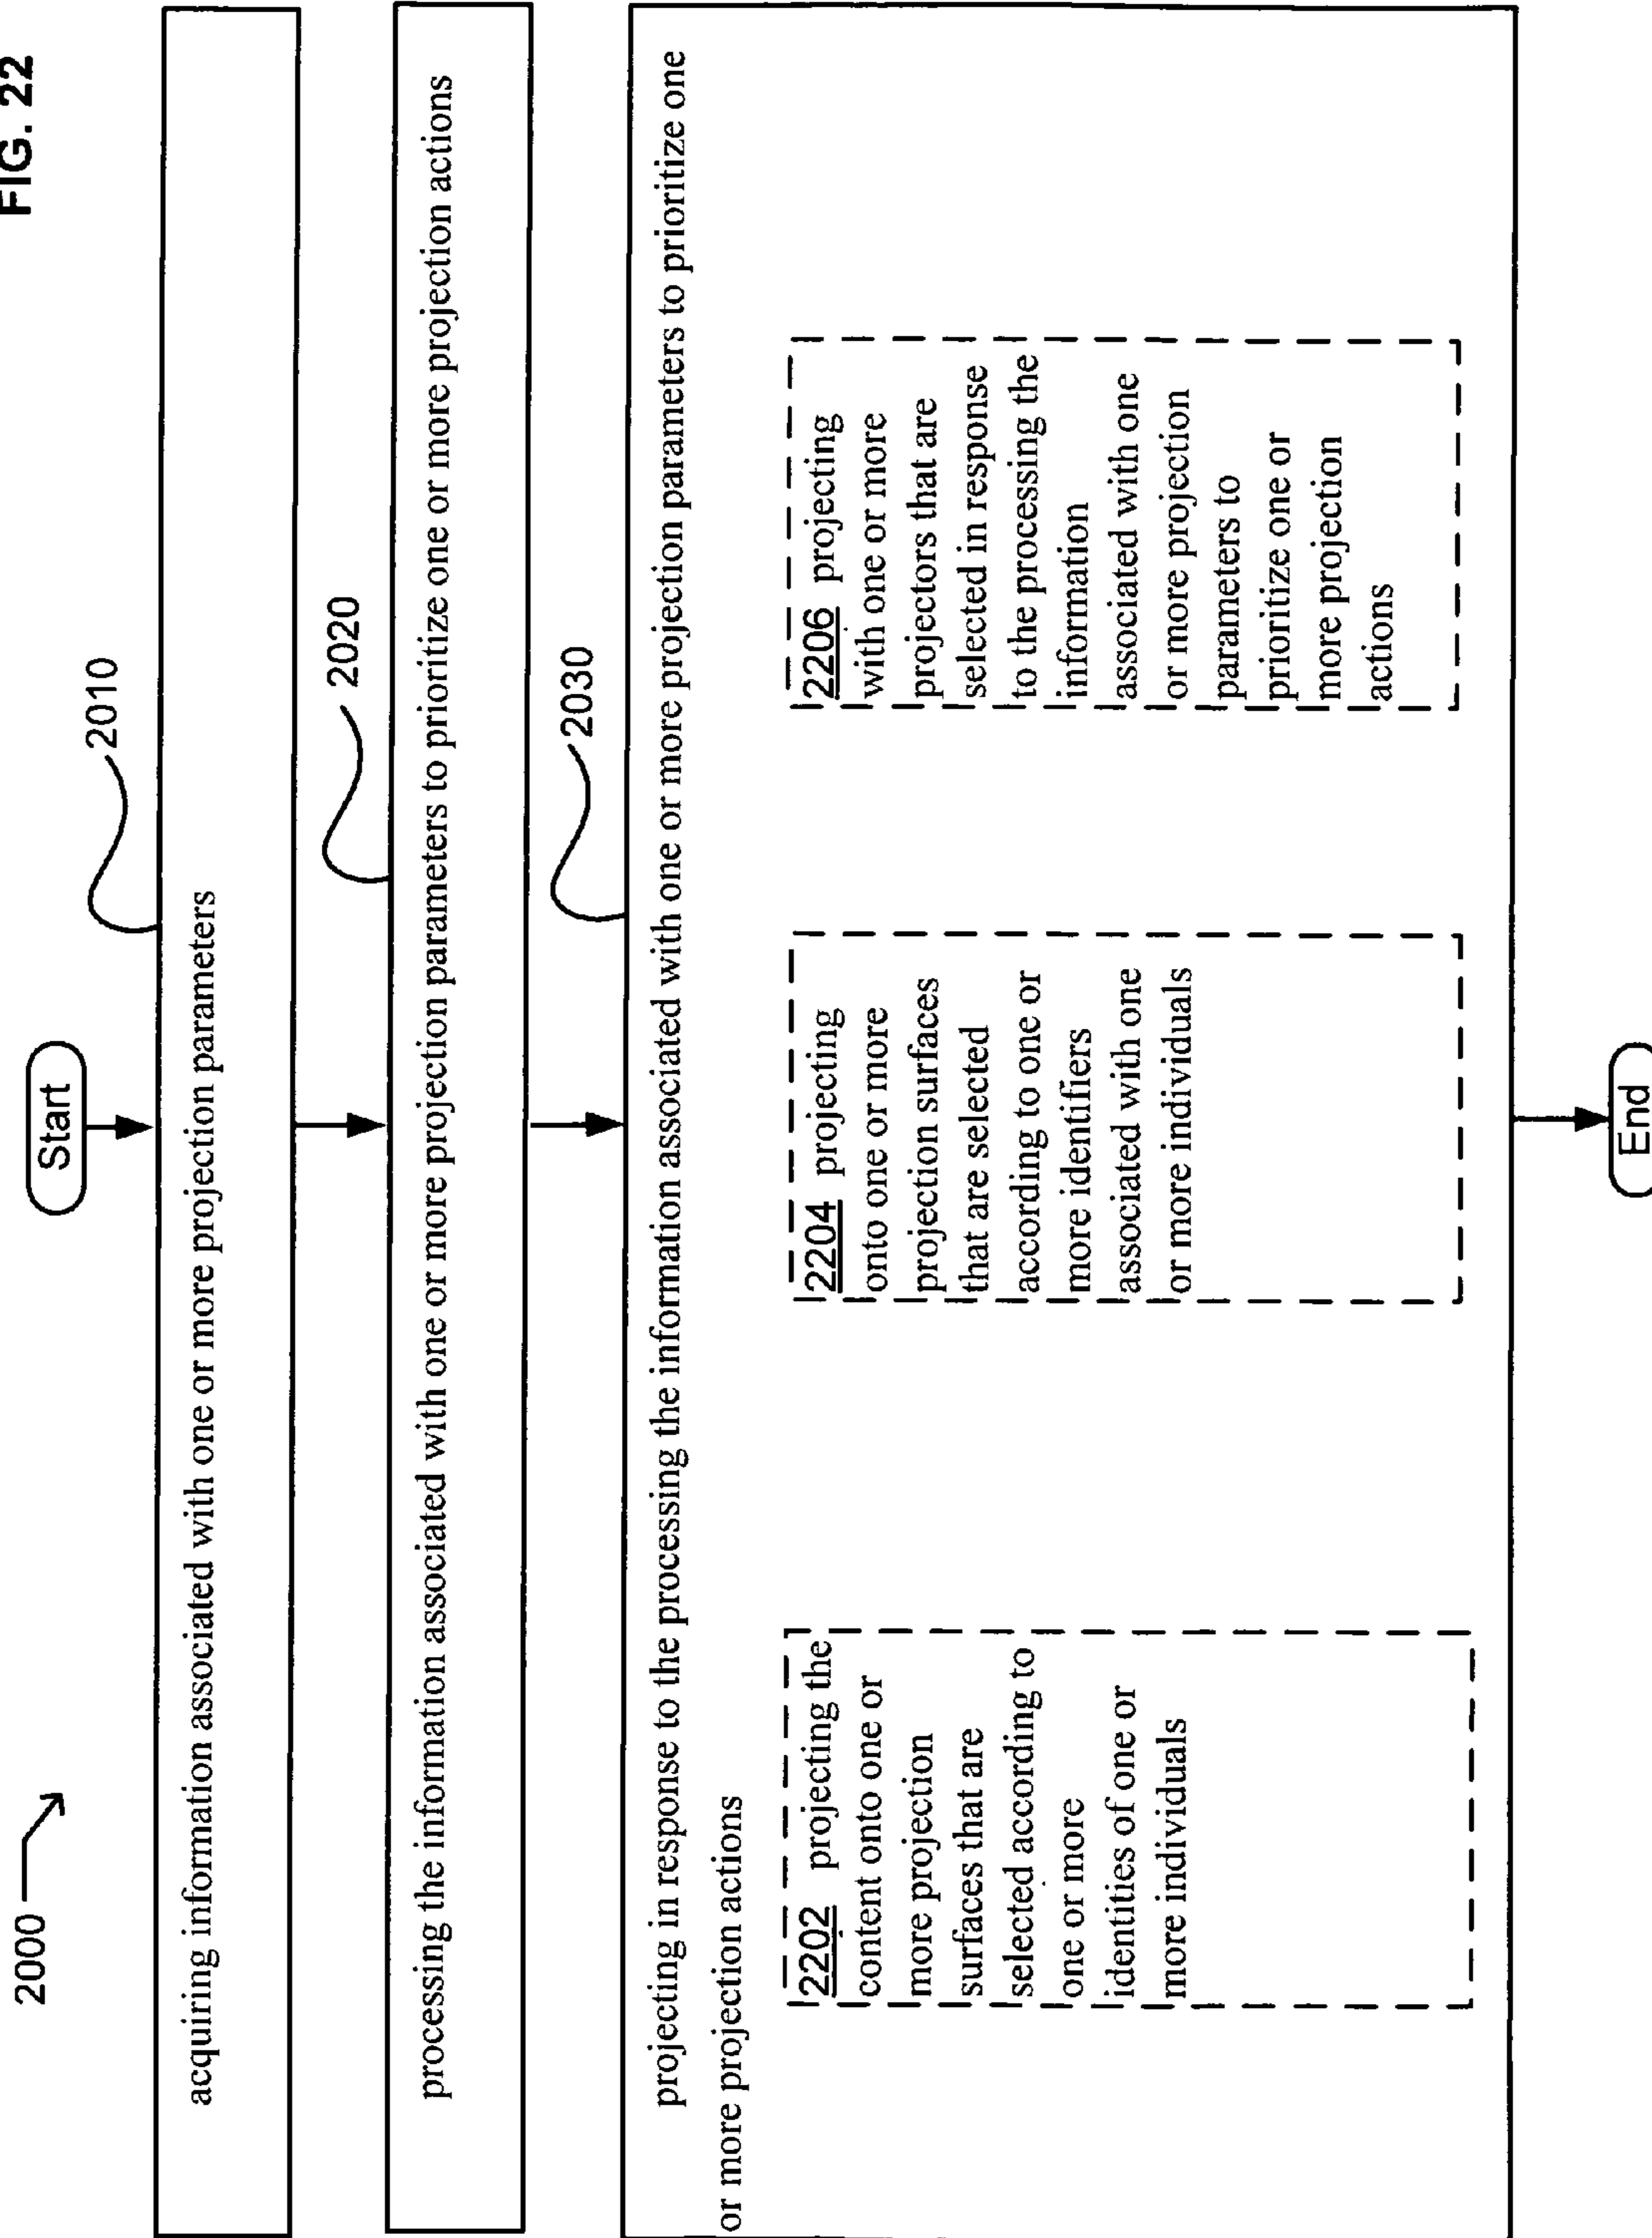 FIG. 22
2000
Start
2010
acquiring information associated with one or more projection parameters
2020
processing the information associated with one or more projection parameters to prioritize one or more projection actions
2030
projecting in response to the processing the information associated with one or more projection parameters to prioritize one
or more projection actions
2202 projecting the
content onto one or
more projection
surfaces that are
selected according to
one or more
identities of one or
more individuals
2204 projecting
onto one or more
projection surfaces
that are selected
according to one or
more identifiers
associated with one
or more individuals
2206 projecting
with one or more
projectors that are
selected in response
to the processing the
information
associated with one
or more projection
parameters to
prioritize one or
more projection
actions
End